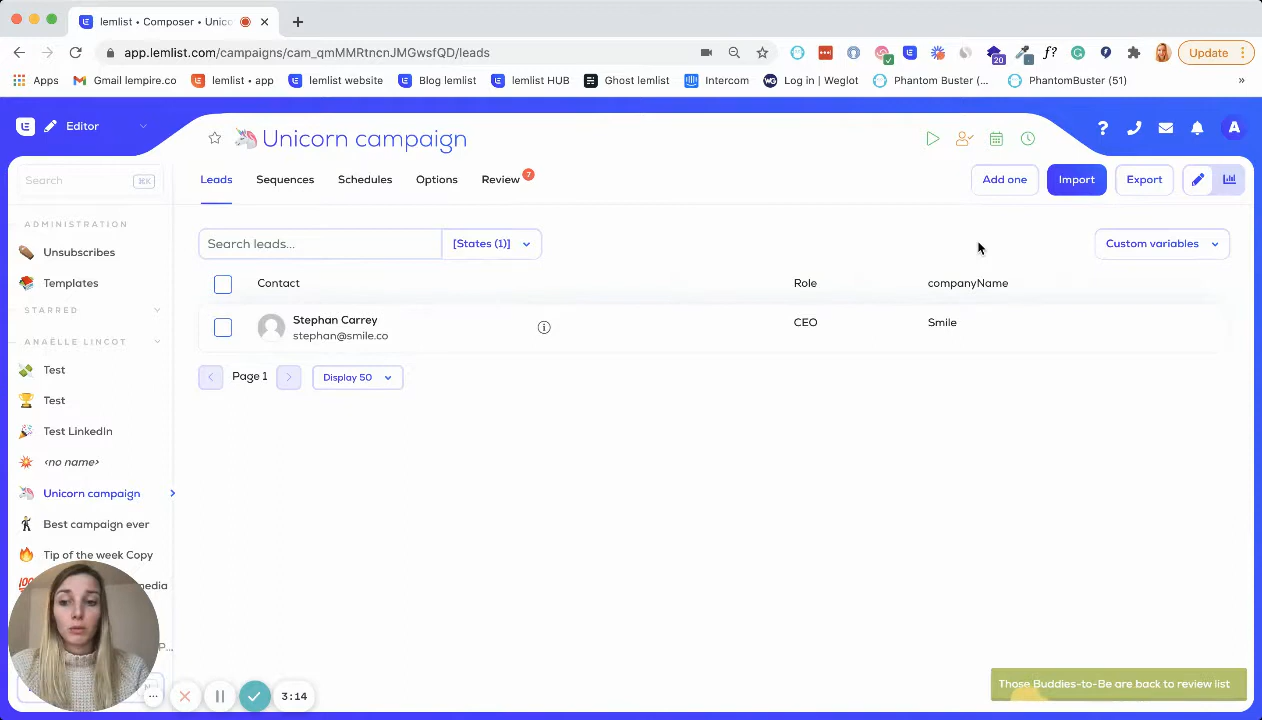 lemlist • Composer • Unico
app.lemlist.com/campaigns/cam_qmMMRtncnJMGwsfQD/leads
20
f?
Update
Apps
Gmail lempire.co
lemlist • app
lemlist website
Blog lemlist
lemlist HUB
Ghost lemlist
Intercom
Log in | Weglot
Phantom Buster (...
PhantomBuster (51)
»
Editor
🦄 Unicorn campaign
?
A
Search
⌘K
Leads
Sequences
Schedules
Options
Review
7
Add one
Import
Export
ADMINISTRATION
Unsubscribes
Templates
STARRED
ANAËLLE LINCOT
Test
Test
Test LinkedIn
<no name>
Unicorn campaign
Best campaign ever
Tip of the week Copy
media
P...
Search leads...
[States (1)]
Custom variables
Contact
Role
companyName
Stephan Carrey
stephan@smile.co
CEO
Smile
Page 1
Display 50
3:14
Those Buddies-to-Be are back to review list